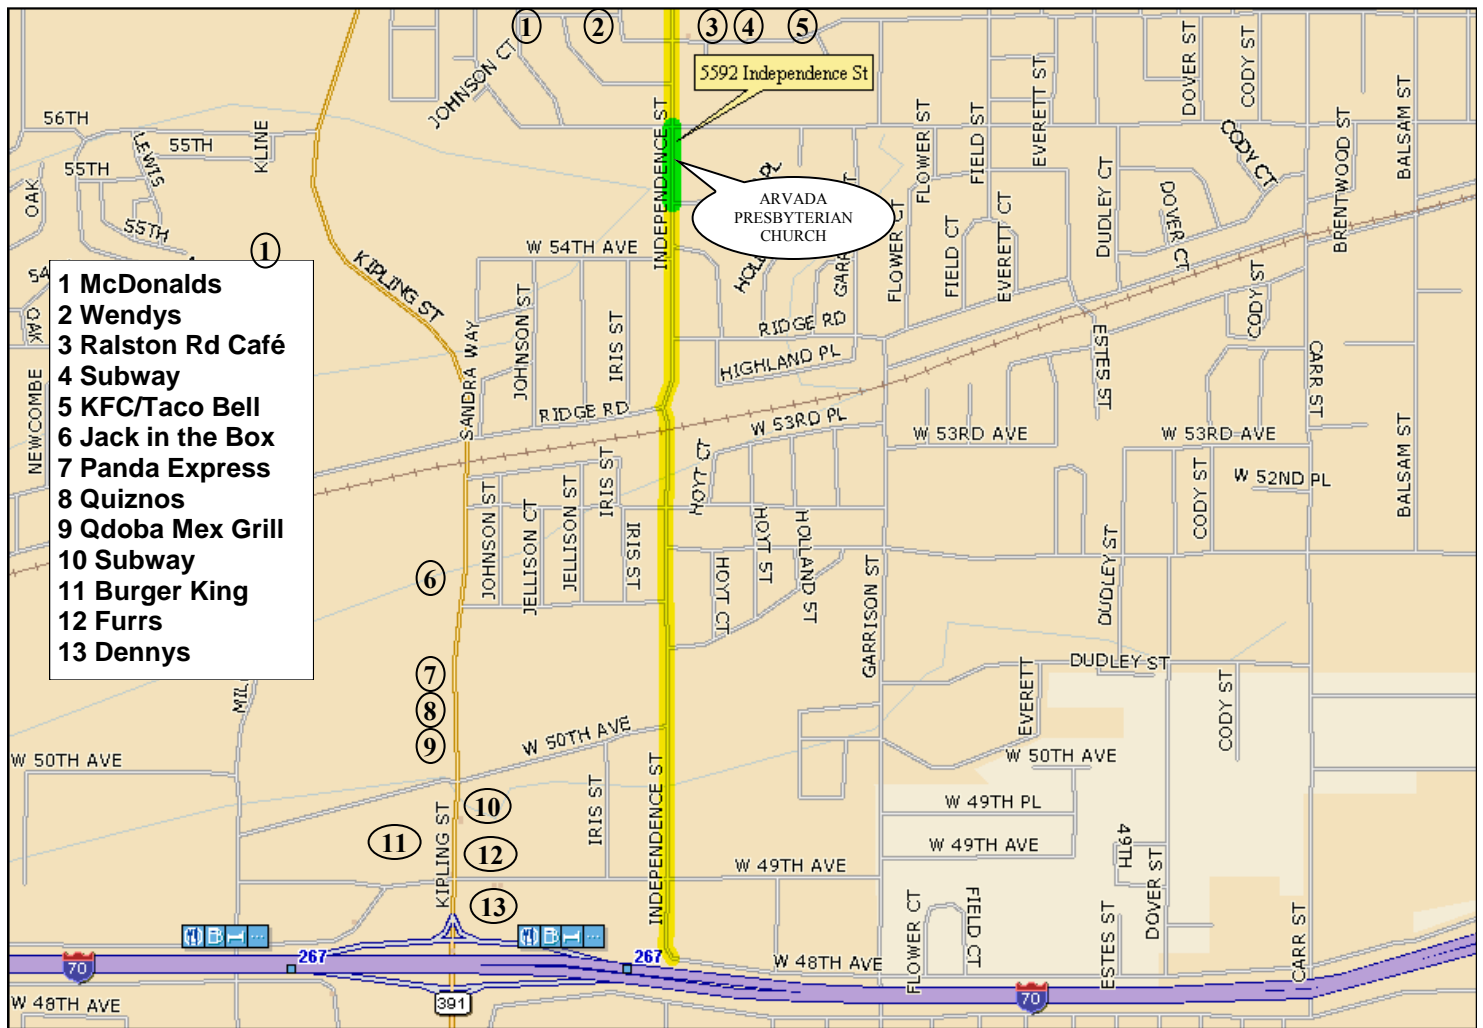 1
2
3
4
5
5592 Independence St
JOHNSON CT
INDEPENDENCE ST
DOVER ST
CODY ST
BALSAM ST
EVERETT ST
FIELD ST
FLOWER ST
56TH
55TH
KLINE
LEWIS
55TH
OAK
55TH
CODY CT
BRENTWOOD ST
DUDLEY CT
DOVER CT
ARVADA
PRESBYTERIAN
CHURCH
PL
FLOWER CT
FIELD CT
EVERETT CT
1
W 54TH AVE
KIPLING ST
1 McDonalds
2 Wendys
3 Ralston Rd Café
4 Subway
5 KFC/Taco Bell
6 Jack in the Box
7 Panda Express
8 Quiznos
9 Qdoba Mex Grill
10 Subway
11 Burger King
12 Furrs
13 Dennys
OAK
NEWCOMBE
SANDRA WAY
JOHNSON ST
IRIS ST
RIDGE RD
HIGHLAND PL
CODY ST
ESTES ST
CARR ST
RIDGE RD
W 53RD PL
W 53RD AVE
W 53RD AVE
BALSAM ST
HOYT CT
IRIS ST
W 52ND PL
CODY ST
JOHNSON ST
JELLISON CT
JELLISON ST
IRIS ST
HOYT ST
HOLLAND ST
HOYT CT
DUDLEY ST
GARRISON ST
6
DUDLEY ST
7
8
9
EVERETT
CODY ST
W 50TH AVE
W 50TH AVE
W 50TH AVE
INDEPENDENCE ST
IRIS ST
10
W 49TH PL
KIPLING ST
11
12
W 49TH AVE
W 49TH AVE
49TH
DOVER ST
13
FLOWER CT
FIELD CT
ESTES ST
CARR ST
267
267
70
W 48TH AVE
70
391
W 48TH AVE